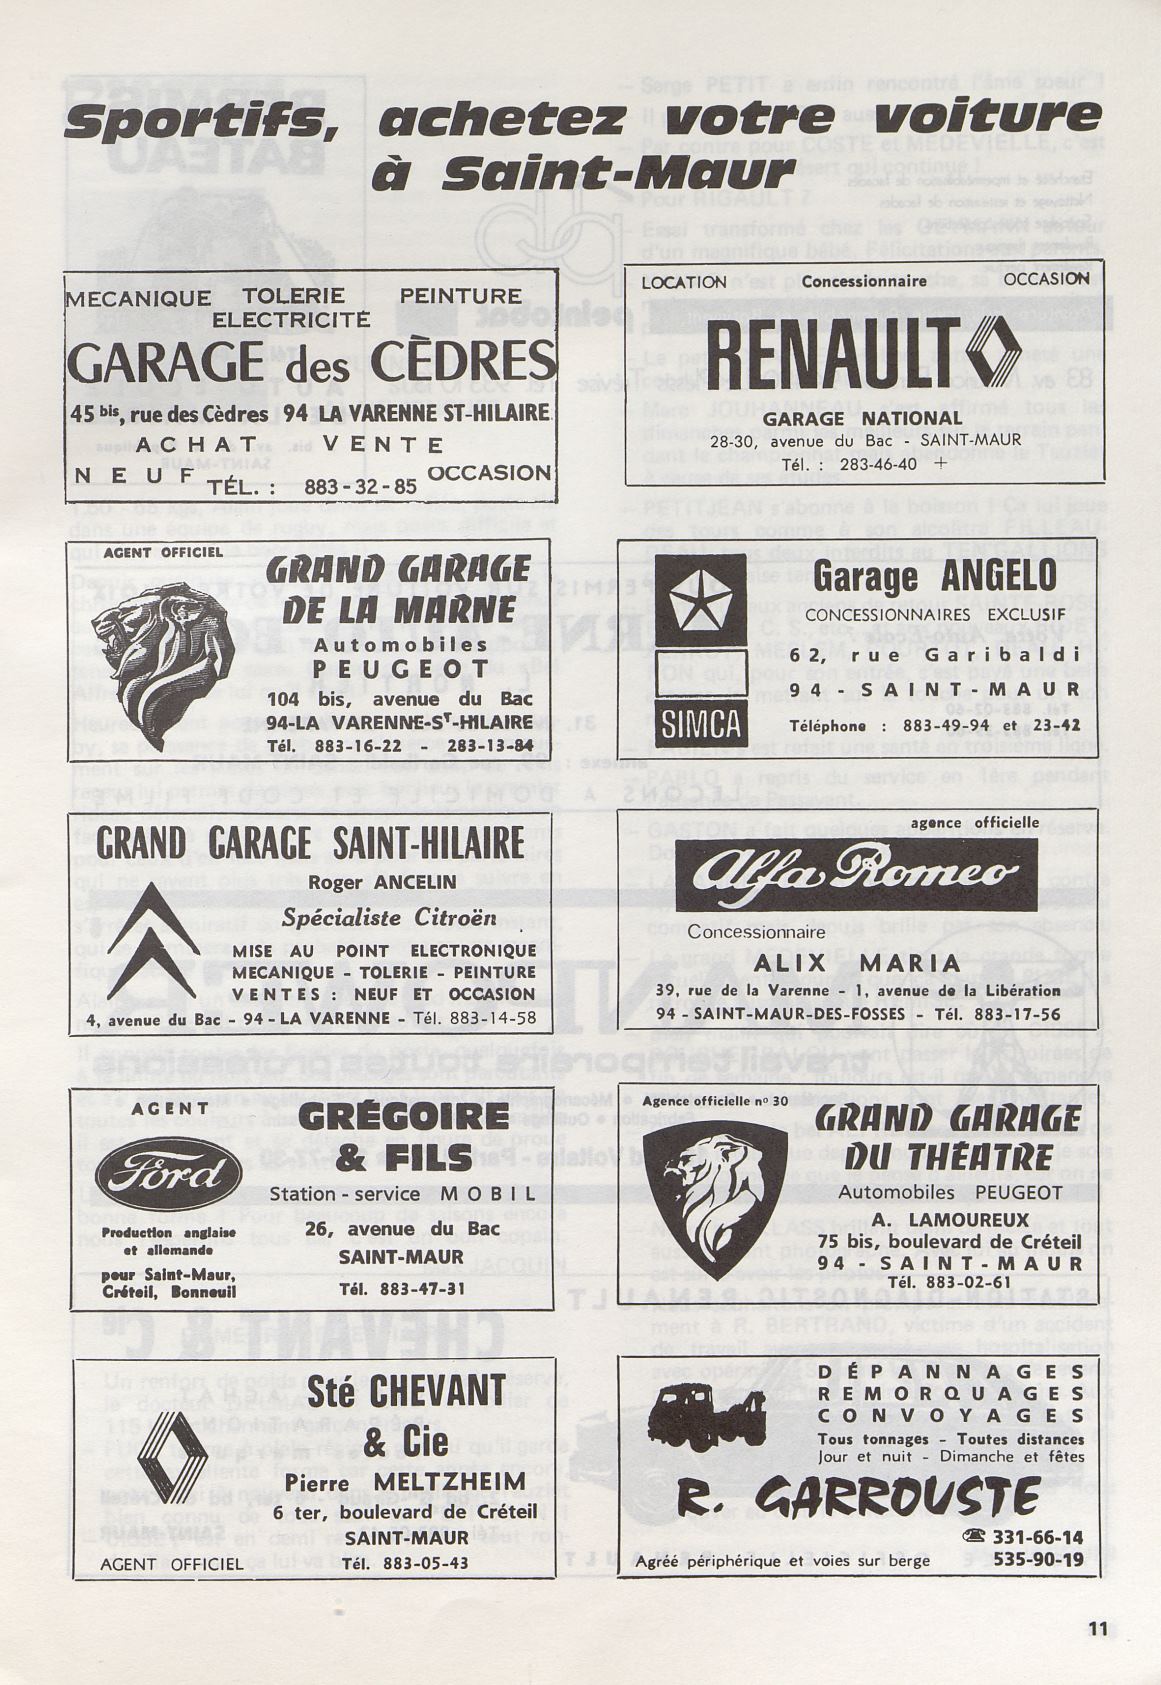 Sportifs, achetez votre voiture
à Saint-Maur
MECANIQUE TOLERIE PEINTURE
ELECTRICITÉ
GARAGE des CÈDRES
45 bis, rue des Cèdres 94 LA VARENNE ST-HILAIRE
ACHAT VENTE
NEUF TÉL. : 883-32-85 OCCASION
LOCATION Concessionnaire OCCASION
RENAULT
GARAGE NATIONAL
28-30, avenue du Bac - SAINT-MAUR
Tél. : 283-46-40 +
AGENT OFFICIEL
GRAND GARAGE
DE LA MARNE
Automobiles
PEUGEOT
104 bis, avenue du Bac
94-LA VARENNE-ST-HILAIRE
Tél. 883-16-22 - 283-13-84
SIMCA
Garage ANGELO
CONCESSIONNAIRES EXCLUSIF
62, rue Garibaldi
94 SAINT-MAUR
Téléphone : 883-49-94 et 23-42
GRAND GARAGE SAINT-HILAIRE
Roger ANCELIN
Spécialiste Citroën
MISE AU POINT ELECTRONIQUE
MECANIQUE - TOLERIE - PEINTURE
VENTES : NEUF ET OCCASION
4, avenue du Bac - 94 - LA VARENNE - Tél. 883-14-58
agence officielle
Alfa Romeo
Concessionnaire
ALIX MARIA
39, rue de la Varenne - 1, avenue de la Libération
94 - SAINT-MAUR-DES-FOSSES - Tél. 883-17-56
AGENT
Ford
Production anglaise
et allemande
pour Saint-Maur,
Créteil, Bonneuil
GRÉGOIRE
& FILS
Station - service MOBIL
26, avenue du Bac
SAINT-MAUR
Tél. 883-47-31
Agence officielle n° 30
GRAND GARAGE
DU THÉATRE
Automobiles PEUGEOT
A. LAMOUREUX
75 bis, boulevard de Créteil
94 - SAINT-MAUR
Tél. 883-02-61
Sté CHEVANT
& Cie
Pierre MELTZHEIM
6 ter, boulevard de Créteil
SAINT-MAUR
AGENT OFFICIEL Tél. 883-05-43
DÉPANNAGES
REMORQUAGES
CONVOYAGES
Tous tonnages - Toutes distances
Jour et nuit - Dimanche et fêtes
R. GARROUSTE
☎ 331-66-14
Agréé périphérique et voies sur berge 535-90-19
11